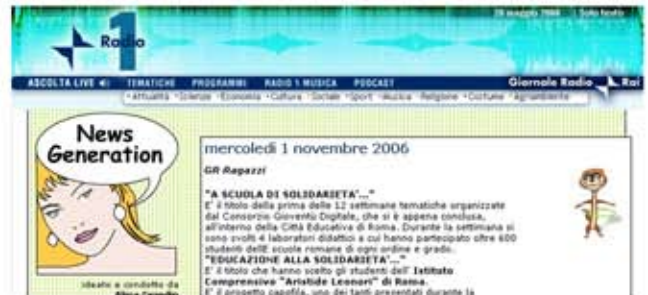 Solo testo
Radio 1
ASCOLTA LIVE TEMATICHE PROGRAMMI RADIO 1 MUSICA PODCAST Giornale Radio Rai
Attualità Scienze Economia Cultura Sociale Sport Musica Religione Costume Agroambiente
News
Generation
mercoledì 1 novembre 2006
GR Ragazzi
"A SCUOLA DI SOLIDARIETA'..."
E' il titolo della prima delle 12 settimane tematiche organizzate
dal Consorzio Gioventù Digitale, che si è appena conclusa,
all'interno della Città Educativa di Roma. Durante la settimana si
sono svolti 4 laboratori didattici a cui hanno partecipato oltre 600
studenti dellE scuole romane di ogni ordine e grado.
"EDUCAZIONE ALLA SOLIDARIETA'..."
E' il titolo che hanno scelto gli studenti dell' Istituto
Comprensivo "Aristide Leonori" di Roma.
E' il progetto capofila, uno dei tanti presentati durante la
ideato e condotto da